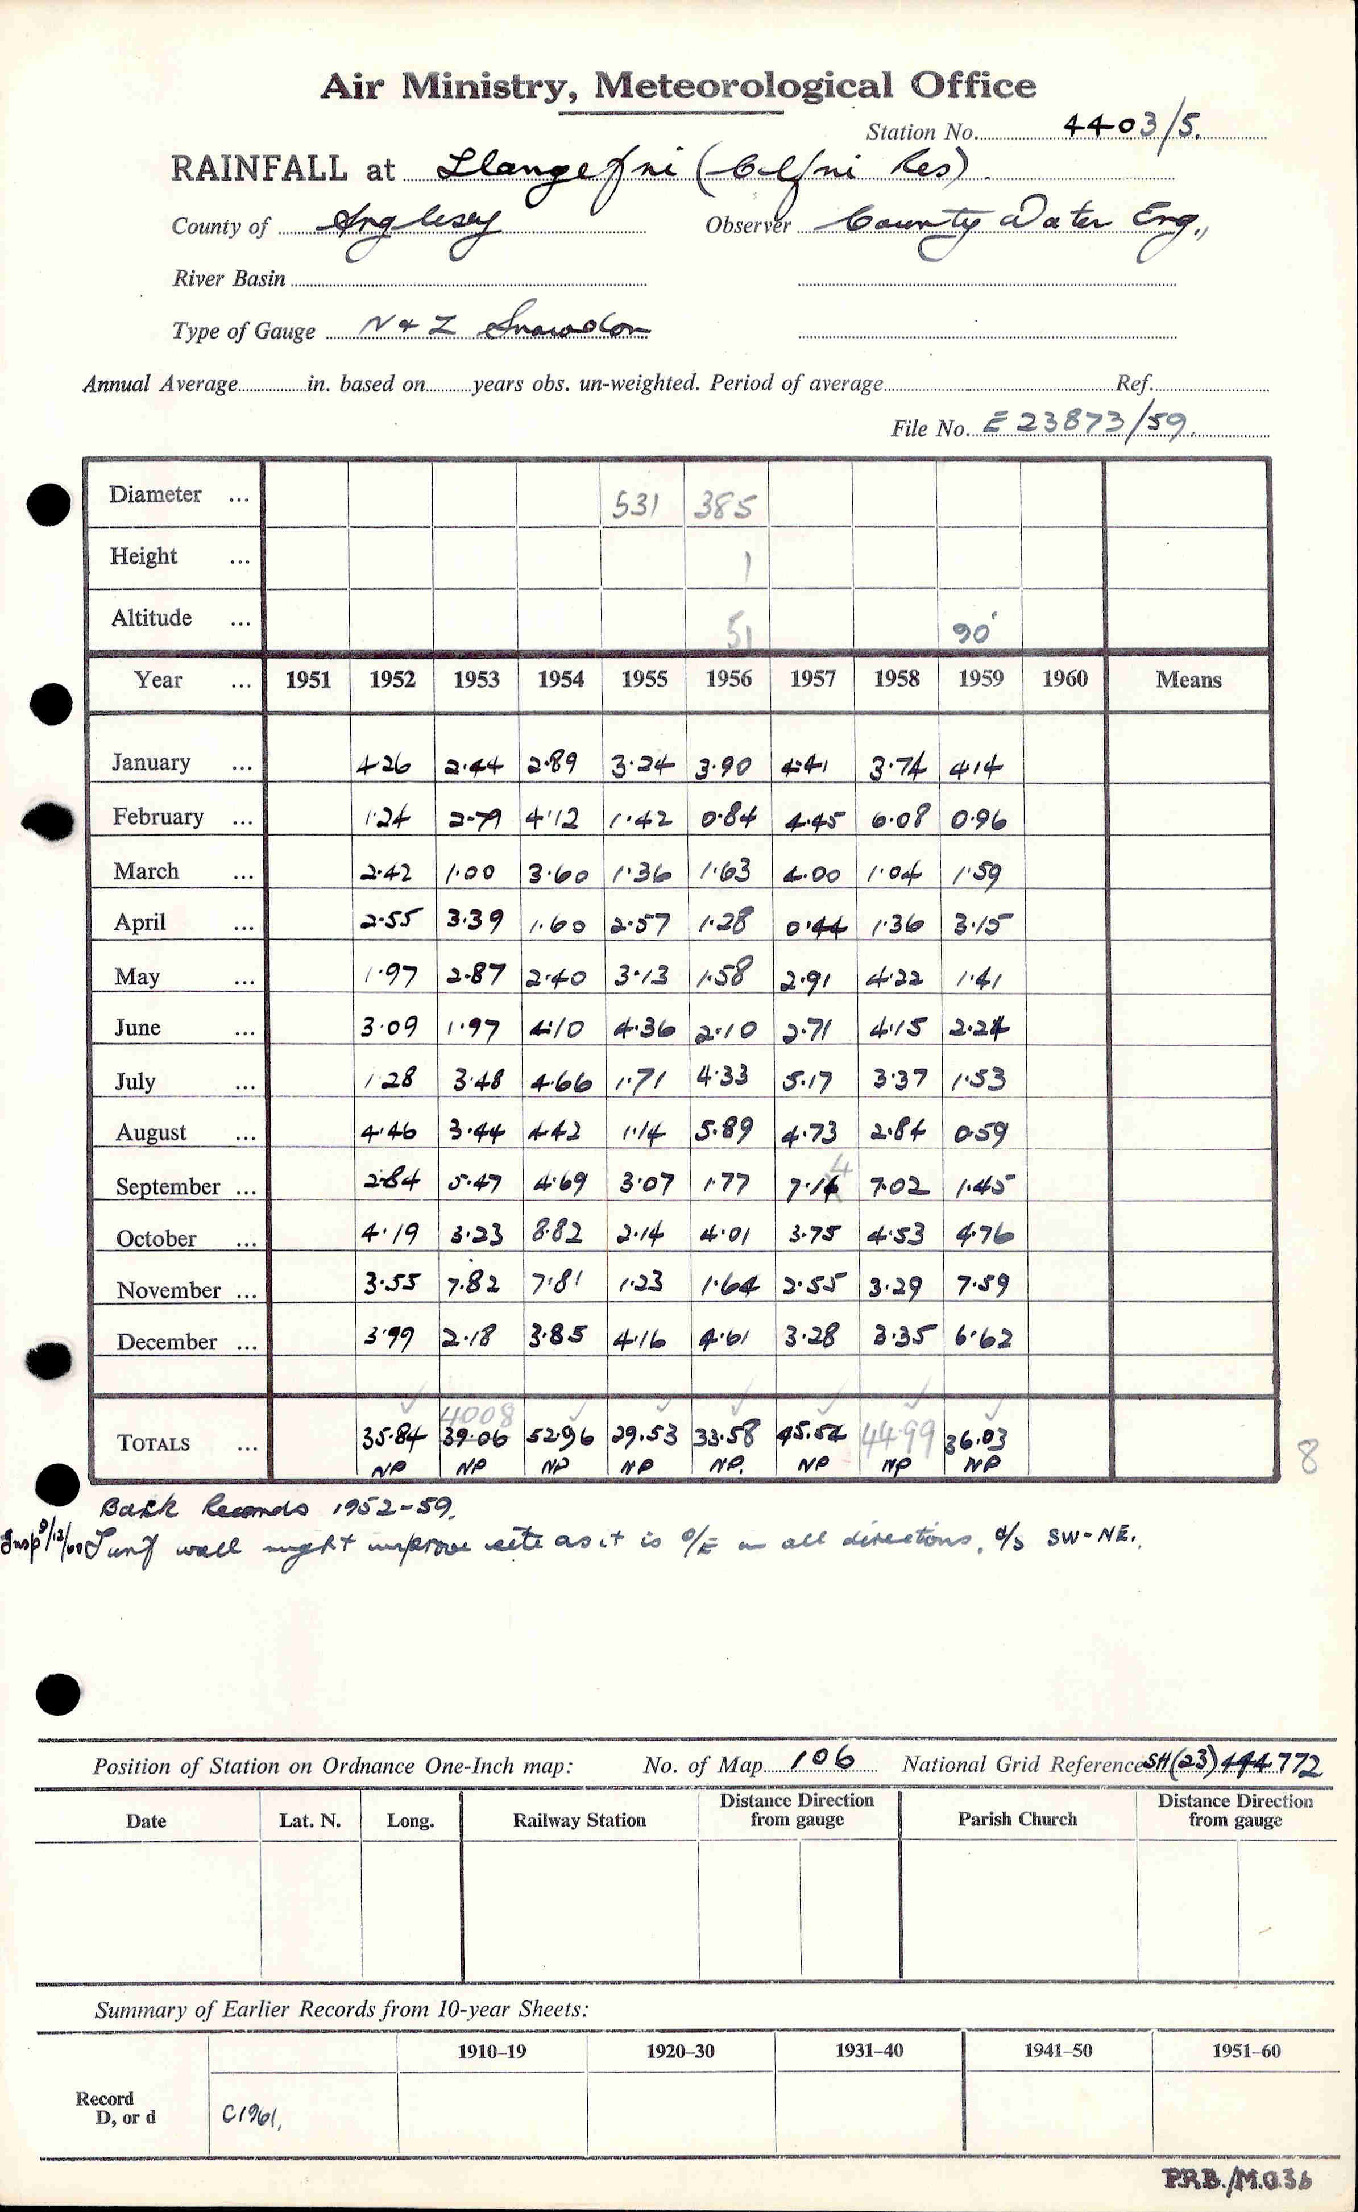 Air Ministry, Meteorological Office
Station No. 4403/5.
RAINFALL at Llangefni (Cefni Res).
County of Anglesey Observer County Water Eng.,
River Basin
Type of Gauge N & Z Snowdon
Annual Average in. based on years obs. un-weighted. Period of average Ref.
File No. E 23873/59.
Diameter ... 531 385
Height ... 1
Altitude ... 51 90'
Year ... 1951 1952 1953 1954 1955 1956 1957 1958 1959 1960 Means
January ... 4.26 2.44 2.89 3.24 3.90 4.41 3.74 4.14
February ... 1.24 2.79 4.12 1.42 0.84 4.45 6.08 0.96
March ... 2.42 1.00 3.60 1.36 1.63 4.00 1.04 1.59
April ... 2.55 3.39 1.60 2.57 1.28 0.44 1.36 3.15
May ... 1.97 2.87 2.40 3.13 1.58 2.91 4.22 1.41
June ... 3.09 1.97 4.10 4.36 2.10 2.71 4.15 2.24
July ... 1.28 3.48 4.66 1.71 4.33 5.17 3.37 1.53
August ... 4.46 3.44 4.42 1.14 5.89 4.73 2.84 0.59
4
September ... 2.84 5.47 4.69 3.07 1.77 7.14 7.02 1.45
October ... 4.19 3.23 8.82 2.14 4.01 3.75 4.53 4.76
November ... 3.55 7.82 7.81 1.23 1.64 2.55 3.29 7.59
December ... 3.99 2.18 3.85 4.16 4.61 3.28 3.35 6.62
4008
TOTALS ... 35.84 39.06 52.96 29.53 33.58 45.54 44.99 36.03
NP NP NP NP NP. NP NP NP
8
Back Records 1952-59.
Insp 9/12/60 Turf wall might improve site as it is O/E in all directions, O/S SW-NE.
Position of Station on Ordnance One-Inch map: No. of Map 106 National Grid Reference SH(23) 444 772
Date Lat. N. Long. Railway Station Distance Direction from gauge Parish Church Distance Direction from gauge
Summary of Earlier Records from 10-year Sheets:
1910–19 1920–30 1931–40 1941–50 1951–60
Record
D, or d C1961,
P.R.B./M.O.36